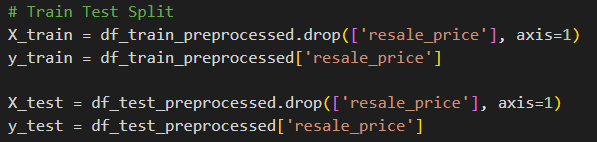 # Train Test Split
X_train = df_train_preprocessed.drop(['resale_price'], axis=1)
y_train = df_train_preprocessed['resale_price']
X_test = df_test_preprocessed.drop(['resale_price'], axis=1)
y_test = df_test_preprocessed['resale_price']